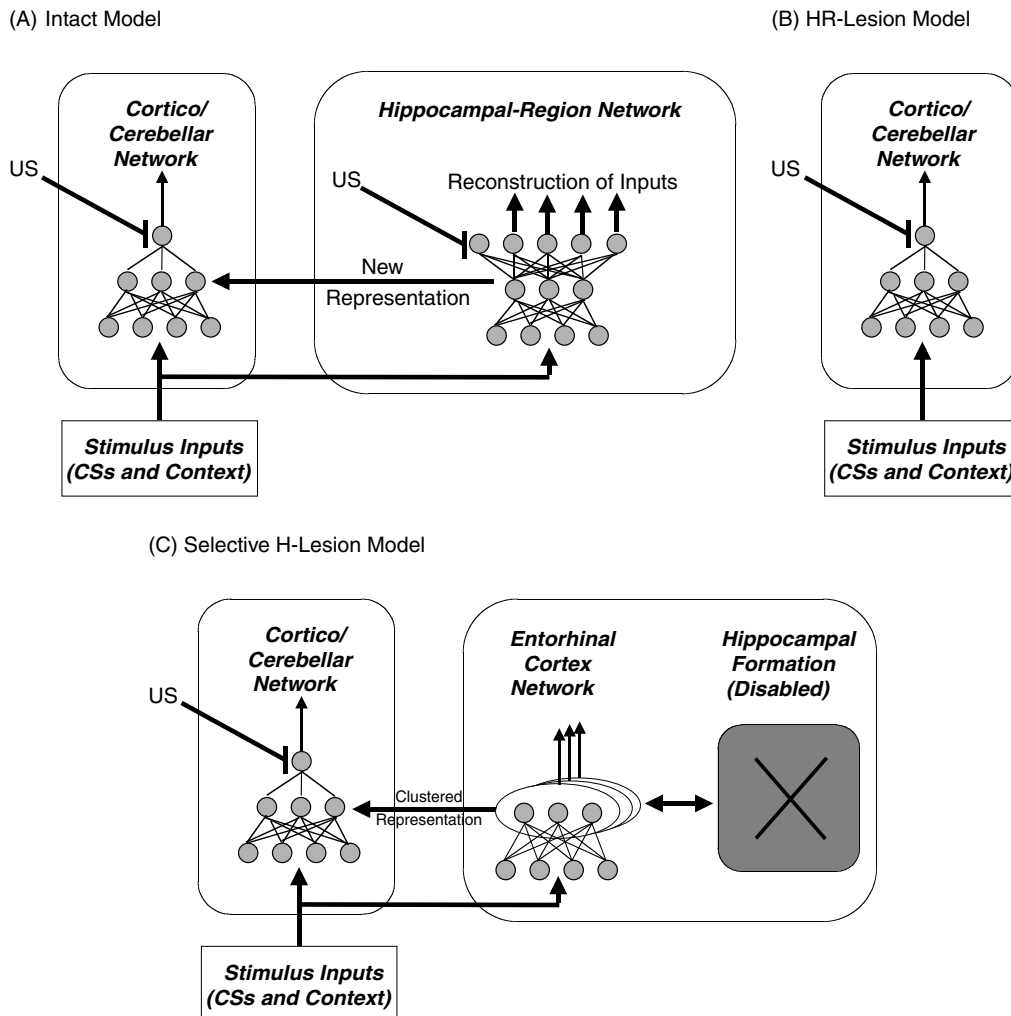 (A) Intact Model
Cortico/
Cerebellar
Network
US
Stimulus Inputs
(CSs and Context)
Hippocampal-Region Network
US
Reconstruction of Inputs
New
Representation
(B) HR-Lesion Model
Cortico/
Cerebellar
Network
US
Stimulus Inputs
(CSs and Context)
(C) Selective H-Lesion Model
Cortico/
Cerebellar
Network
US
Clustered
Representation
Stimulus Inputs
(CSs and Context)
Entorhinal
Cortex
Network
Hippocampal
Formation
(Disabled)